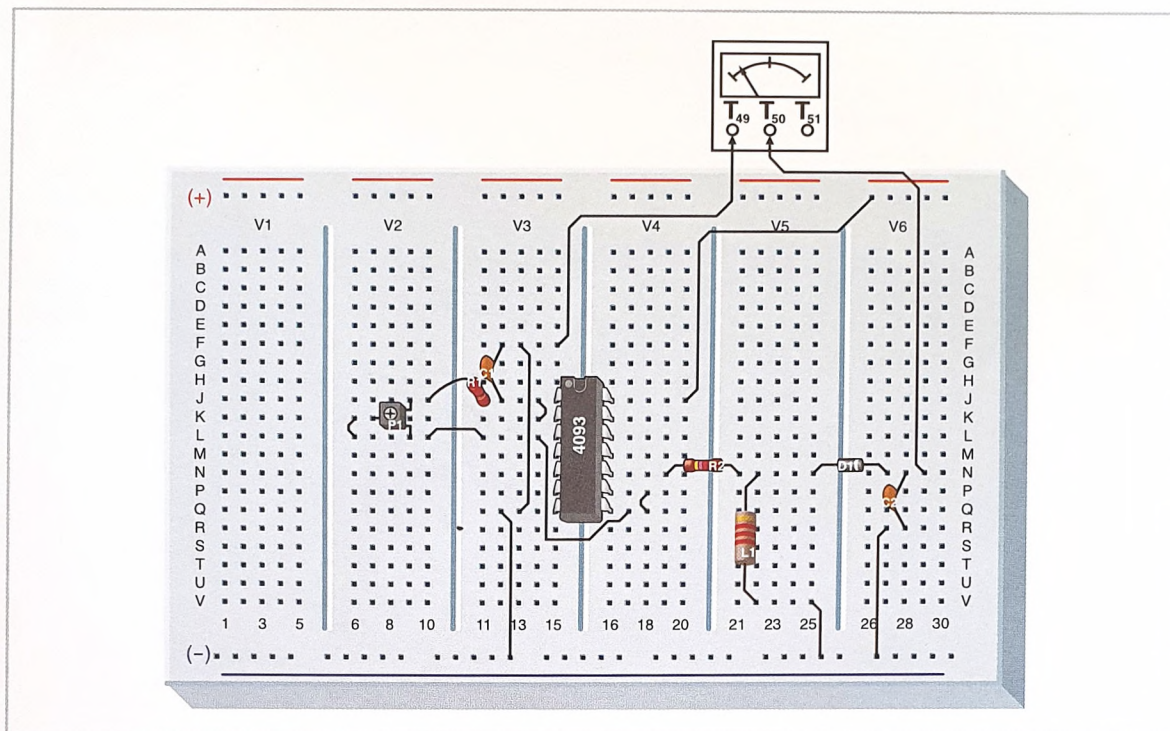 T49 T50 T51
(+)
V1 V2 V3 V4 V5 V6
A A
B B
C C
D D
E E
F F
G C1 G
H R1 H
J J
K P1 K
L 4093 L
M M
N R2 D1 N
P P
Q C2 Q
R R
S S
T L1 T
U U
V V
1 3 5 6 8 10 11 13 15 16 18 20 21 23 25 26 28 30
(−)